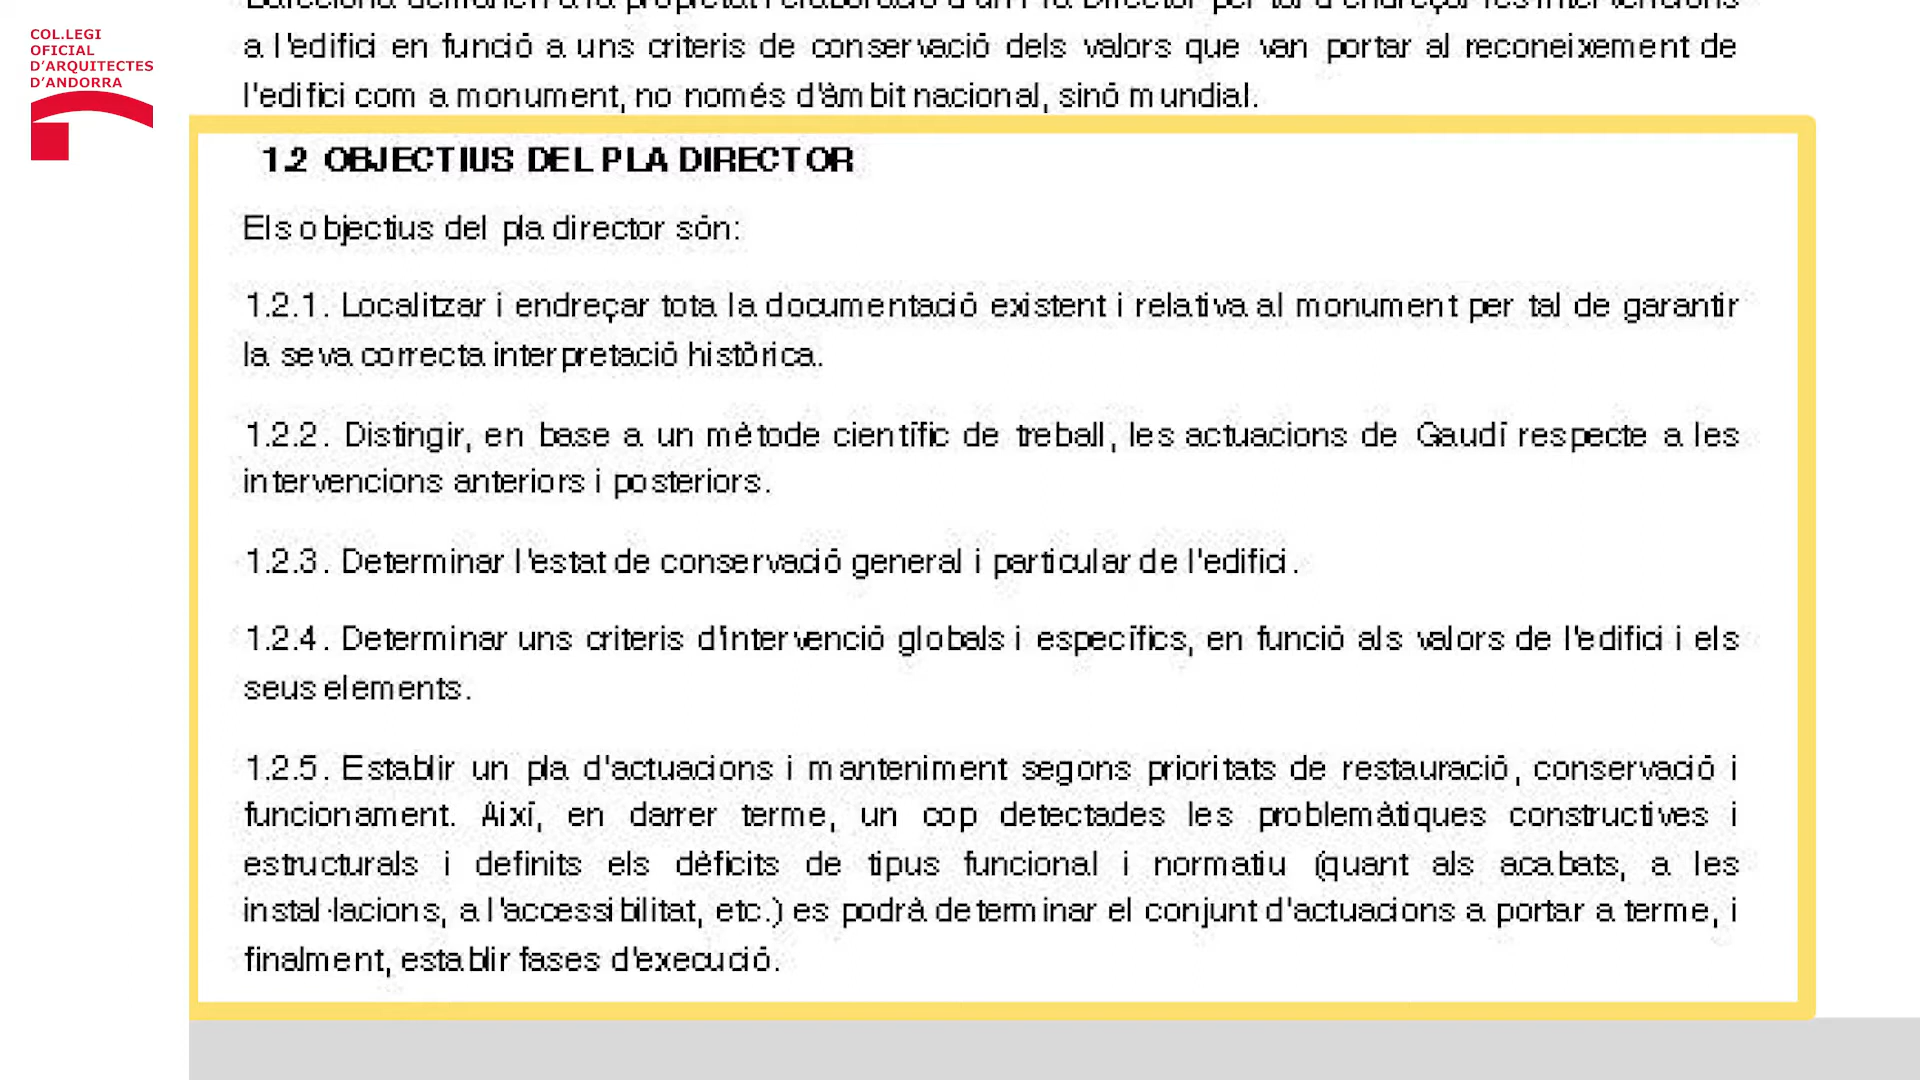 COL.LEGI
OFICIAL
D'ARQUITECTES
D'ANDORRA
a l'edifici en funció a uns criteris de conservació dels valors que van portar al reconeixement de
l'edifici com a monument, no només d'àmbit nacional, sinó mundial.
1.2 OBJECTIUS DEL PLA DIRECTOR
Els objectius del pla director són:
1.2.1. Localitzar i endreçar tota la documentació existent i relativa al monument per tal de garantir
la seva correcta interpretació històrica.
1.2.2. Distingir, en base a un mètode científic de treball, les actuacions de Gaudí respecte a les
intervencions anteriors i posteriors.
1.2.3. Determinar l'estat de conservació general i particular de l'edifici.
1.2.4. Determinar uns criteris d'intervenció globals i específics, en funció als valors de l'edifici i els
seus elements.
1.2.5. Establir un pla d'actuacions i manteniment segons prioritats de restauració, conservació i
funcionament. Així, en darrer terme, un cop detectades les problemàtiques constructives i
estructurals i definits els dèficits de tipus funcional i normatiu (quant als acabats, a les
instal·lacions, a l'accessibilitat, etc.) es podrà determinar el conjunt d'actuacions a portar a terme, i
finalment, establir fases d'execució.